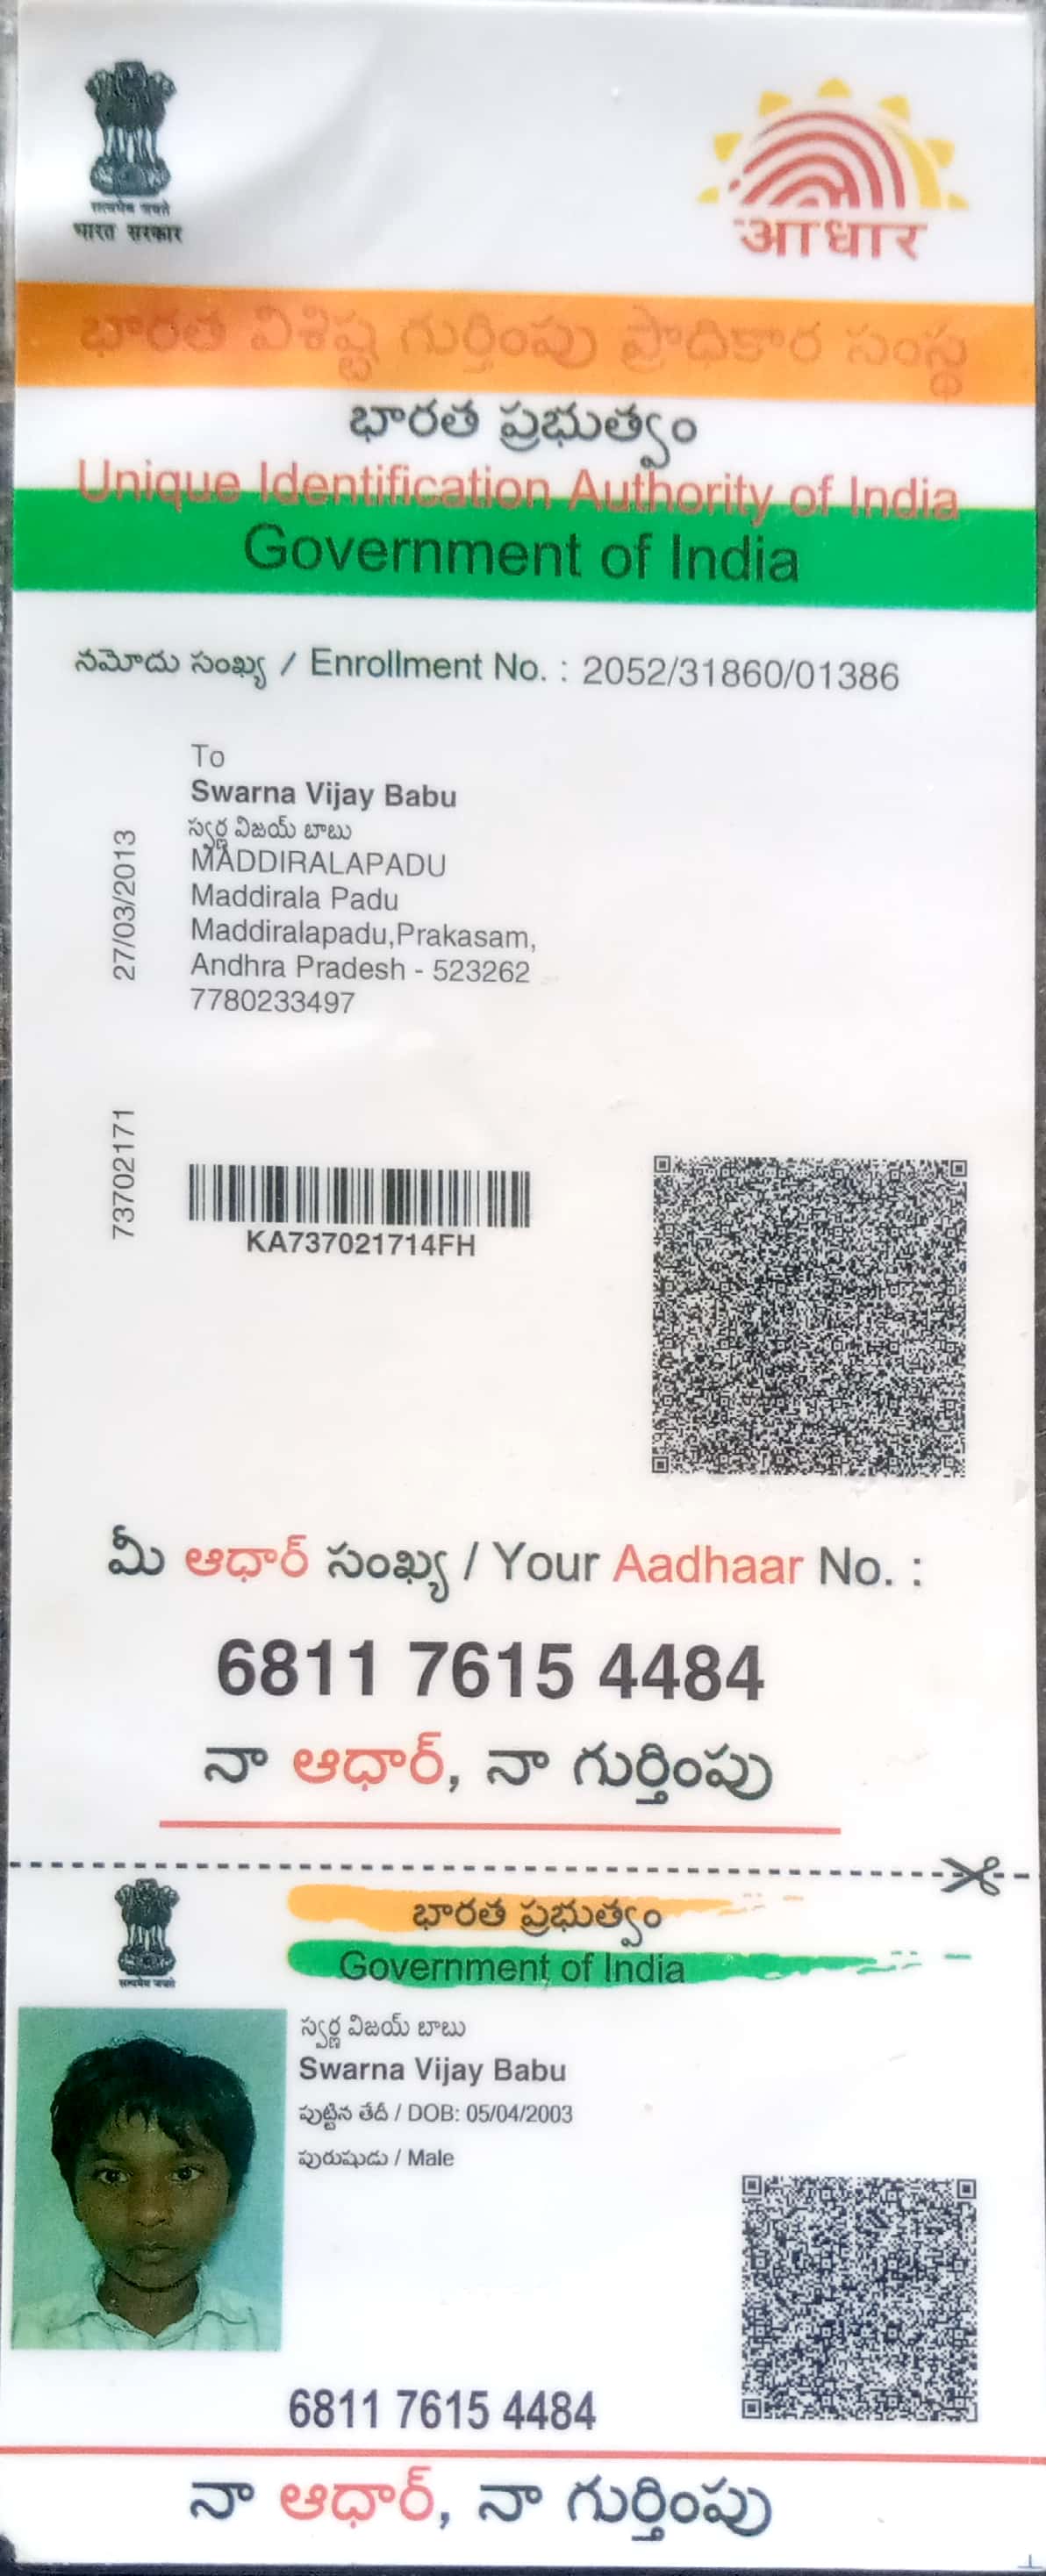 सत्यमेव जयते
भारत सरकार
आधार
భారత విశిష్ట గుర్తింపు ప్రాధికార సంస్థ
భారత ప్రభుత్వం
Unique Identification Authority of India
Government of India
నమోదు సంఖ్య / Enrollment No. : 2052/31860/01386
To
Swarna Vijay Babu
స్వర్ణ విజయ్ బాబు
MADDIRALAPADU
Maddirala Padu
Maddiralapadu,Prakasam,
Andhra Pradesh - 523262
7780233497
27/03/2013
73702171
KA737021714FH
మీ ఆధార్ సంఖ్య / Your Aadhaar No. :
6811 7615 4484
నా ఆధార్, నా గుర్తింపు
భారత ప్రభుత్వం
Government of India
सत्यमेव जयते
స్వర్ణ విజయ్ బాబు
Swarna Vijay Babu
పుట్టిన తేదీ / DOB: 05/04/2003
పురుషుడు / Male
6811 7615 4484
నా ఆధార్, నా గుర్తింపు